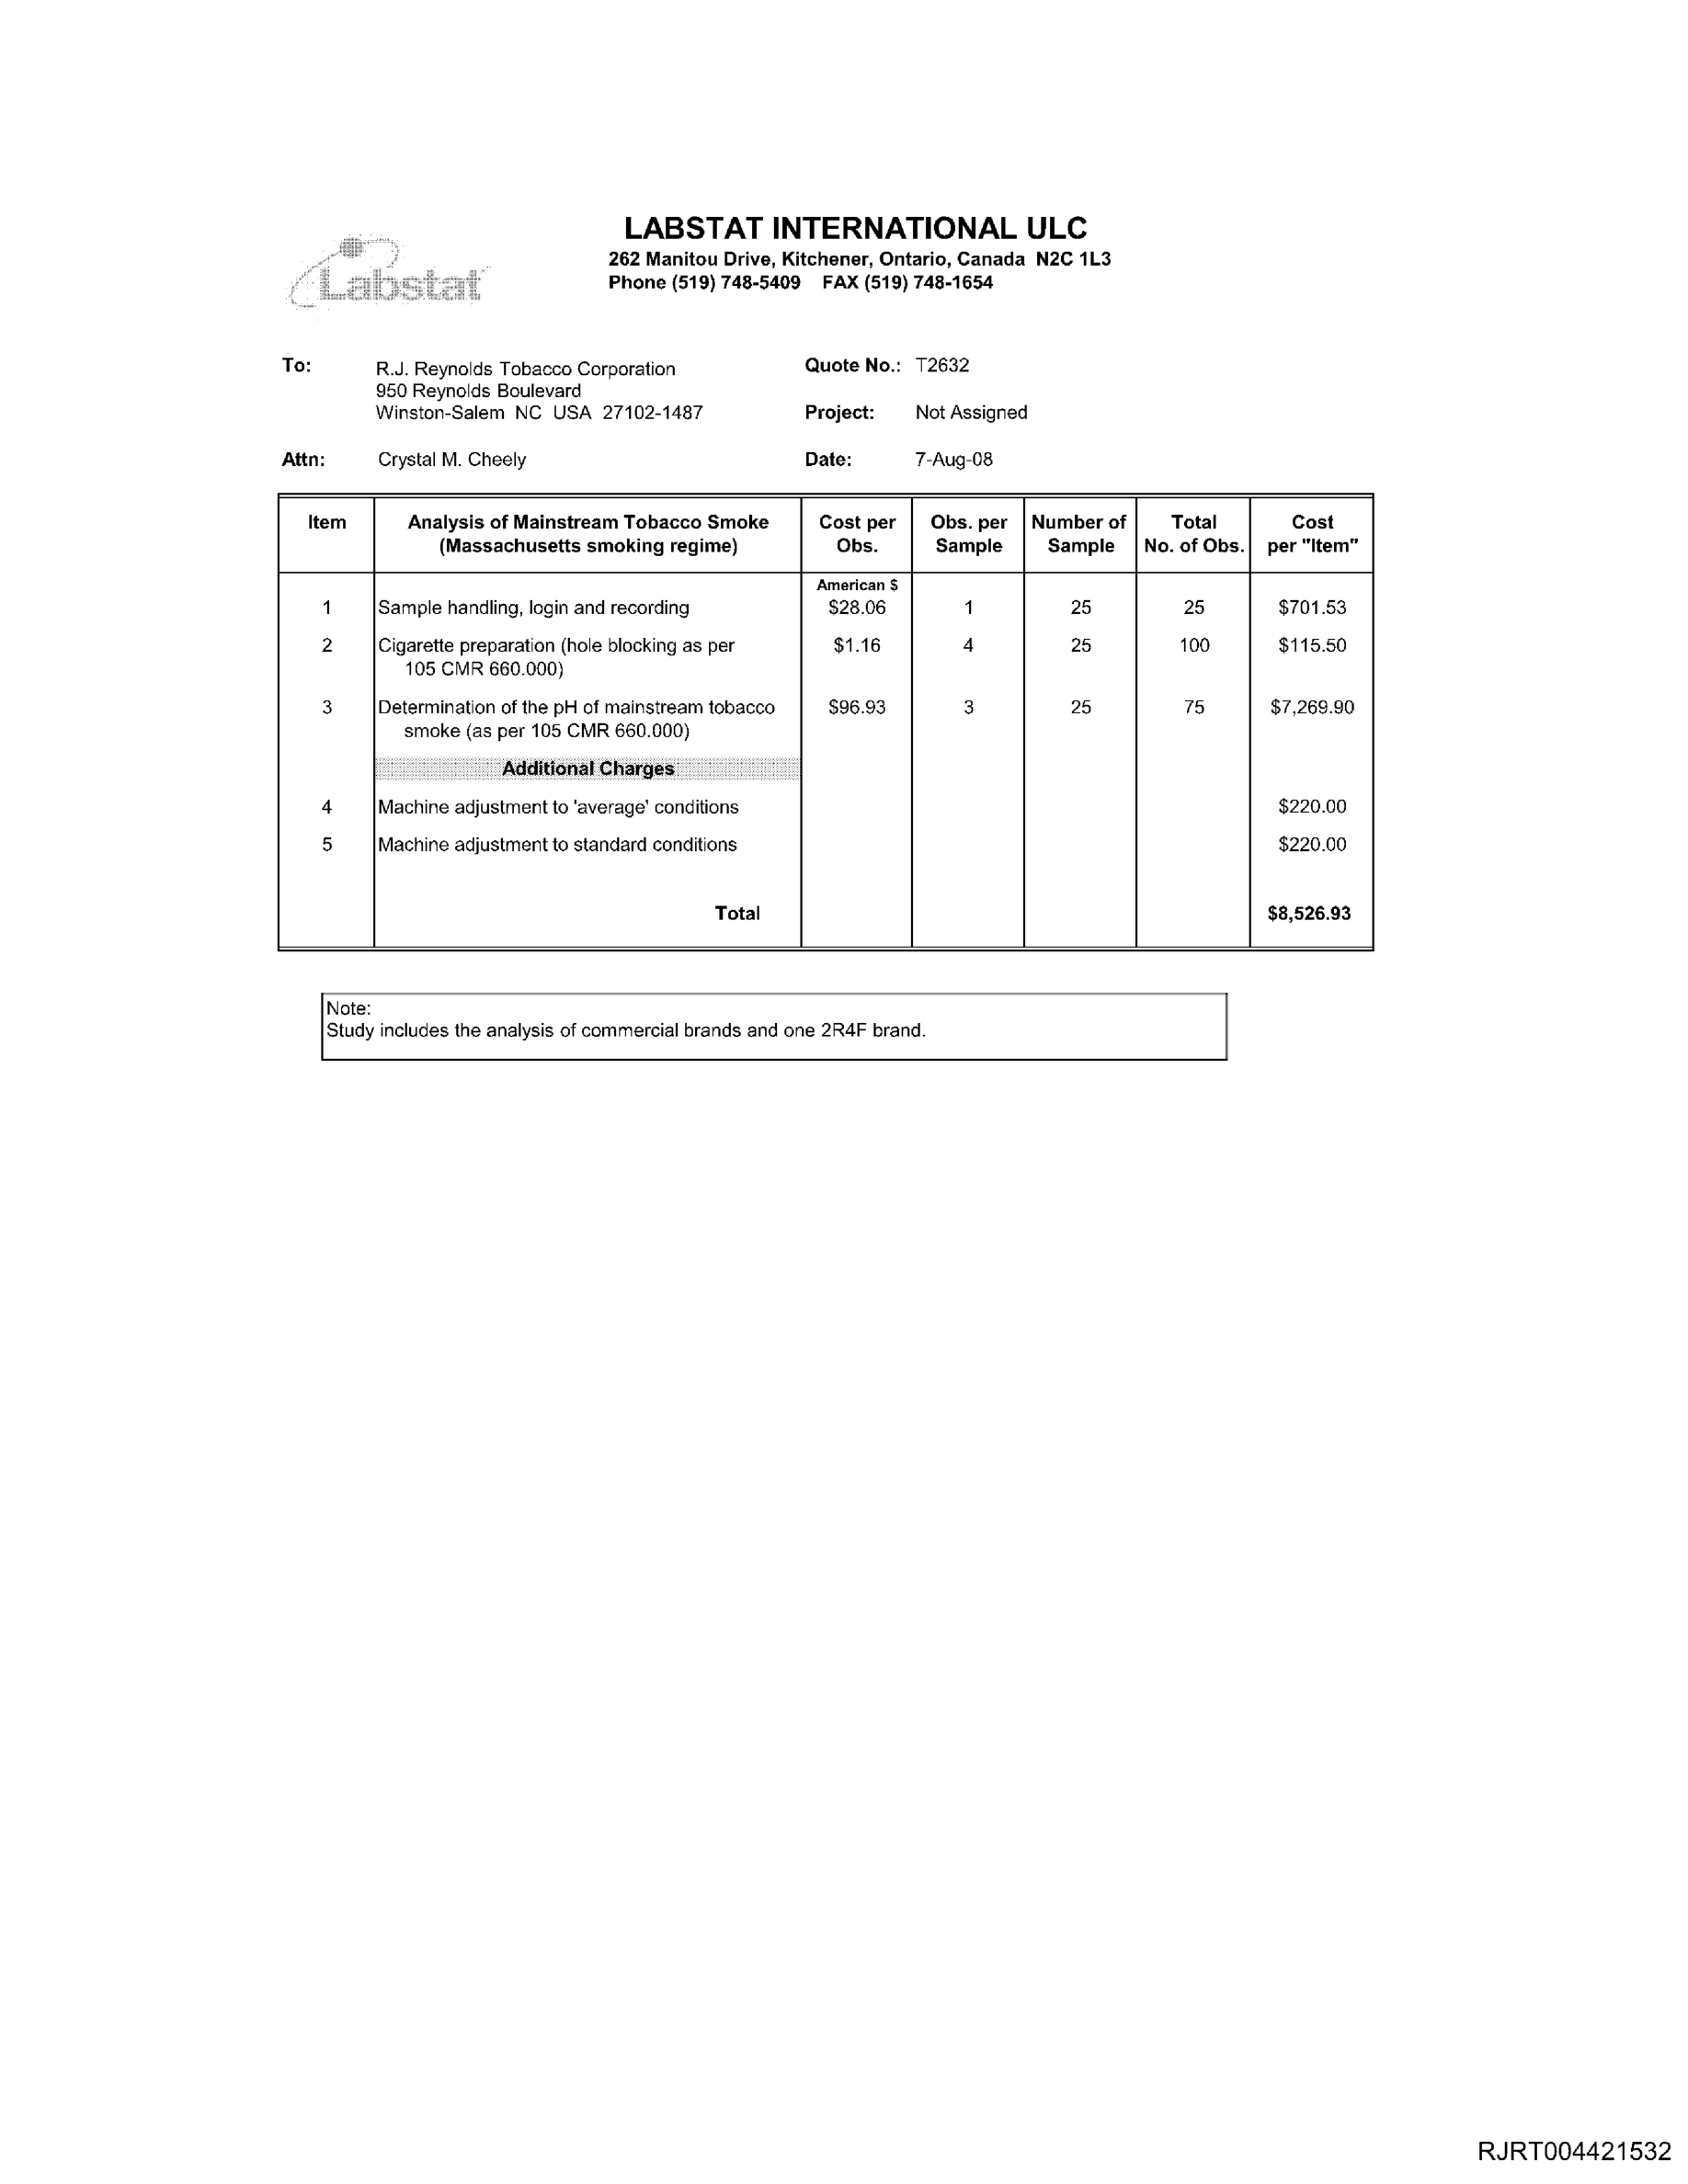 LABSTAT INTERNATIONAL ULC
262 Manitou Drive, Kitchener, Ontario, Canada N2C 1L3
Phone (519) 748-5409 FAX (519) 748-1654
Labstat
To: R.J. Reynolds Tobacco Corporation Quote No.: T2632
950 Reynolds Boulevard
Winston-Salem NC USA 27102-1487 Project: Not Assigned
Attn: Crystal M. Cheely Date: 7-Aug-08
Item Analysis of Mainstream Tobacco Smoke Cost per Obs. per Number of Total Cost
(Massachusetts smoking regime) Obs. Sample Sample No. of Obs. per "Item"
American $
1 Sample handling, login and recording $28.06 1 25 25 $701.53
2 Cigarette preparation (hole blocking as per $1.16 4 25 100 $115.50
105 CMR 660.000)
3 Determination of the pH of mainstream tobacco $96.93 3 25 75 $7,269.90
smoke (as per 105 CMR 660.000)
Additional Charges
4 Machine adjustment to 'average' conditions $220.00
5 Machine adjustment to standard conditions $220.00
Total $8,526.93
Note:
Study includes the analysis of commercial brands and one 2R4F brand.
RJRT004421532